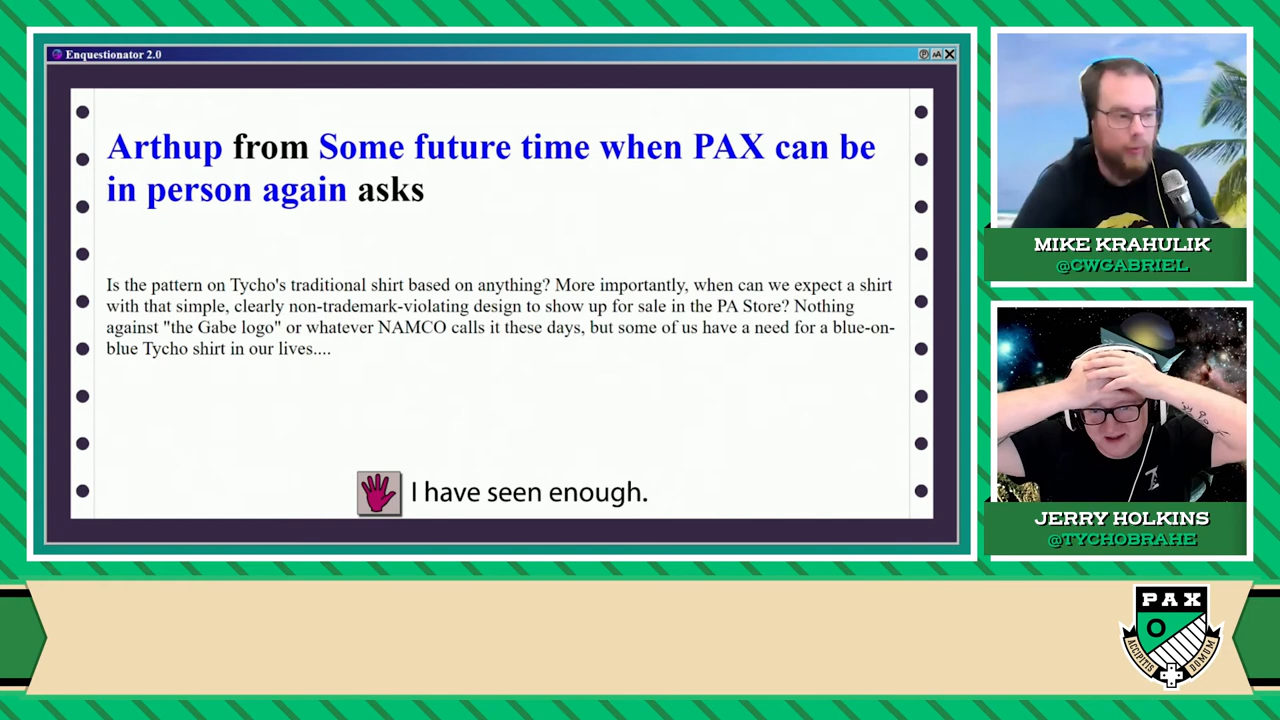 Enquestionator 2.0
Arthup from Some future time when PAX can be
in person again asks
Is the pattern on Tycho's traditional shirt based on anything? More importantly, when can we expect a shirt
with that simple, clearly non-trademark-violating design to show up for sale in the PA Store? Nothing
against "the Gabe logo" or whatever NAMCO calls it these days, but some of us have a need for a blue-on-
blue Tycho shirt in our lives....
I have seen enough.
MIKE KRAHULIK
@CWGABRIEL
JERRY HOLKINS
@TYCHOBRAHE
PAX
ACCIPITIS
DOMUM